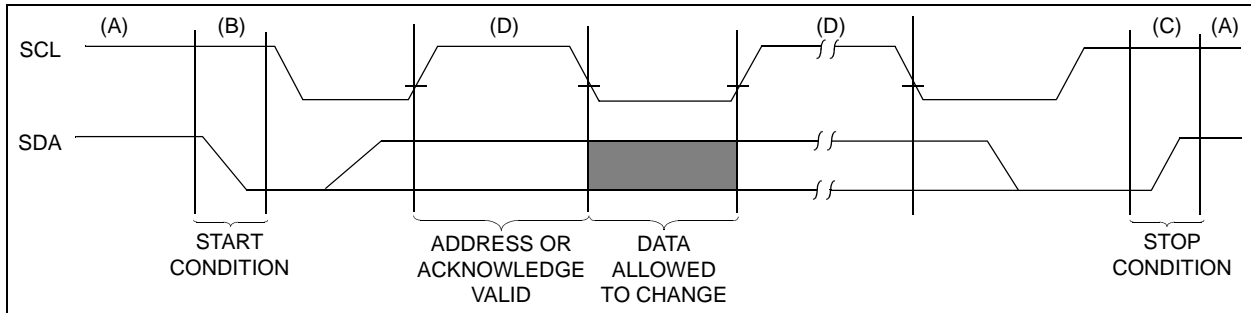 (A) (B) (D) (D) (C) (A)
SCL
SDA
START
CONDITION
ADDRESS OR
ACKNOWLEDGE
VALID
DATA
ALLOWED
TO CHANGE
STOP
CONDITION